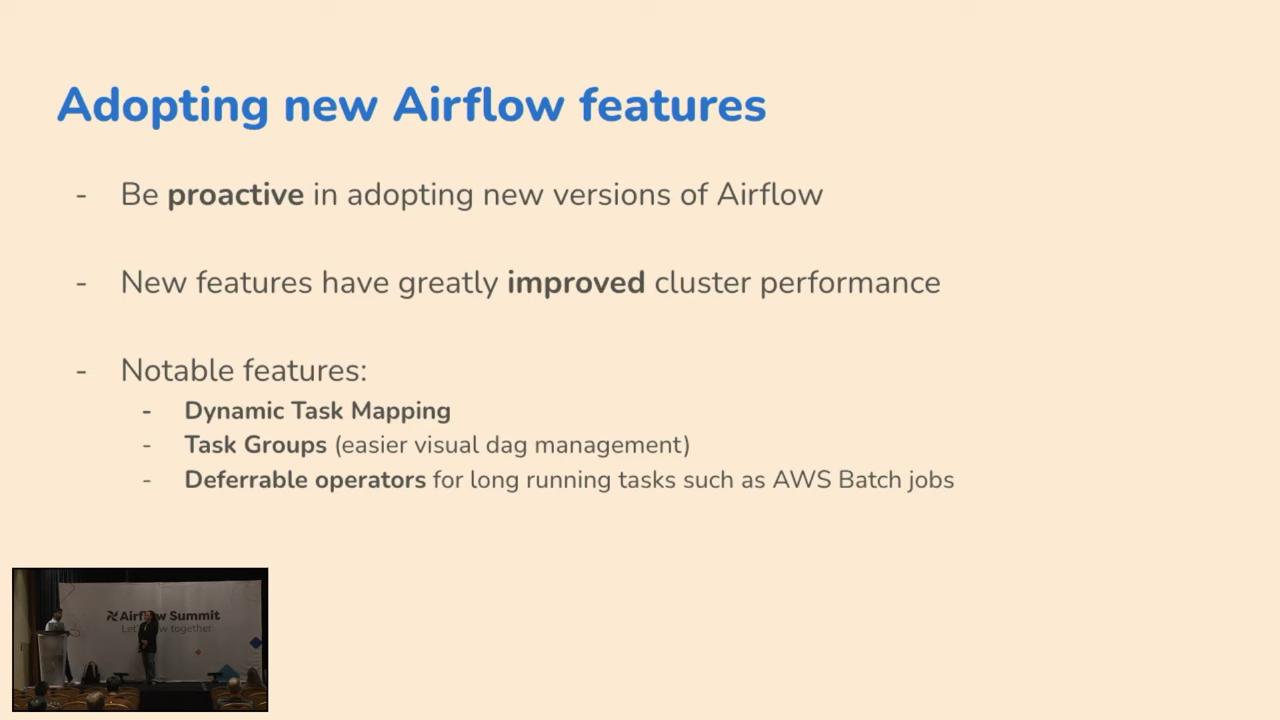 Adopting new Airflow features
- Be proactive in adopting new versions of Airflow
- New features have greatly improved cluster performance
- Notable features:
- Dynamic Task Mapping
- Task Groups (easier visual dag management)
- Deferrable operators for long running tasks such as AWS Batch jobs
Summit
together